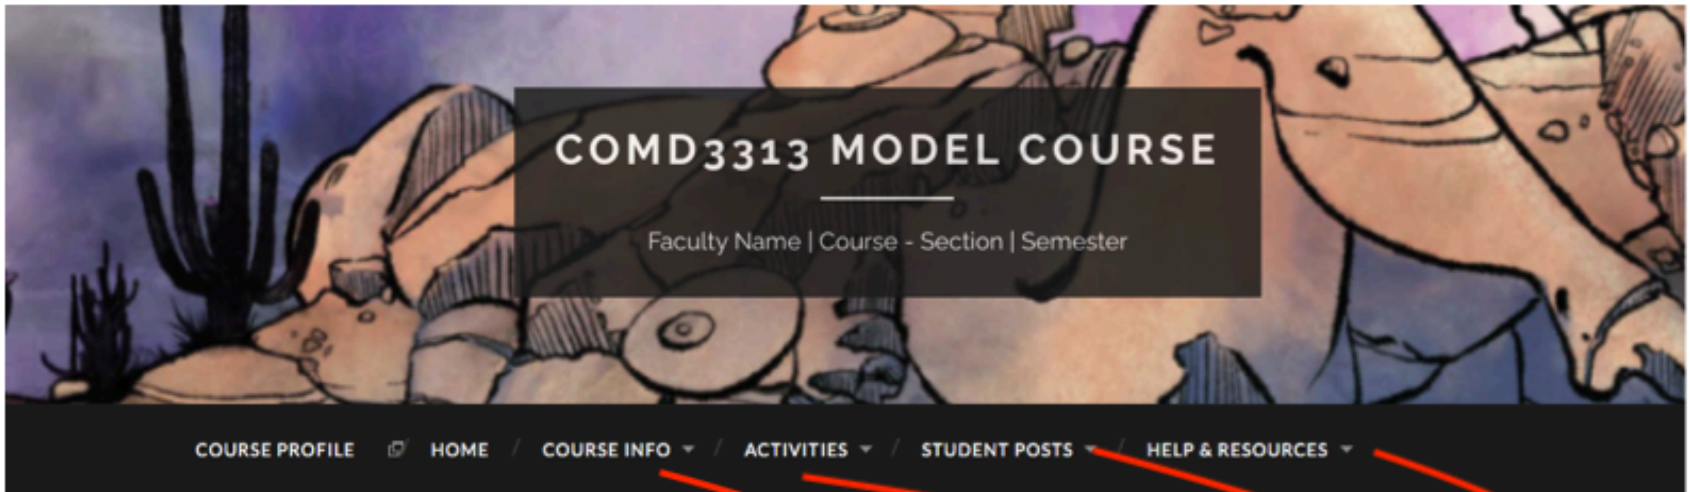 COMD3313 MODEL COURSE
Faculty Name | Course - Section | Semester
COURSE PROFILE HOME / COURSE INFO / ACTIVITIES / STUDENT POSTS / HELP & RESOURCES